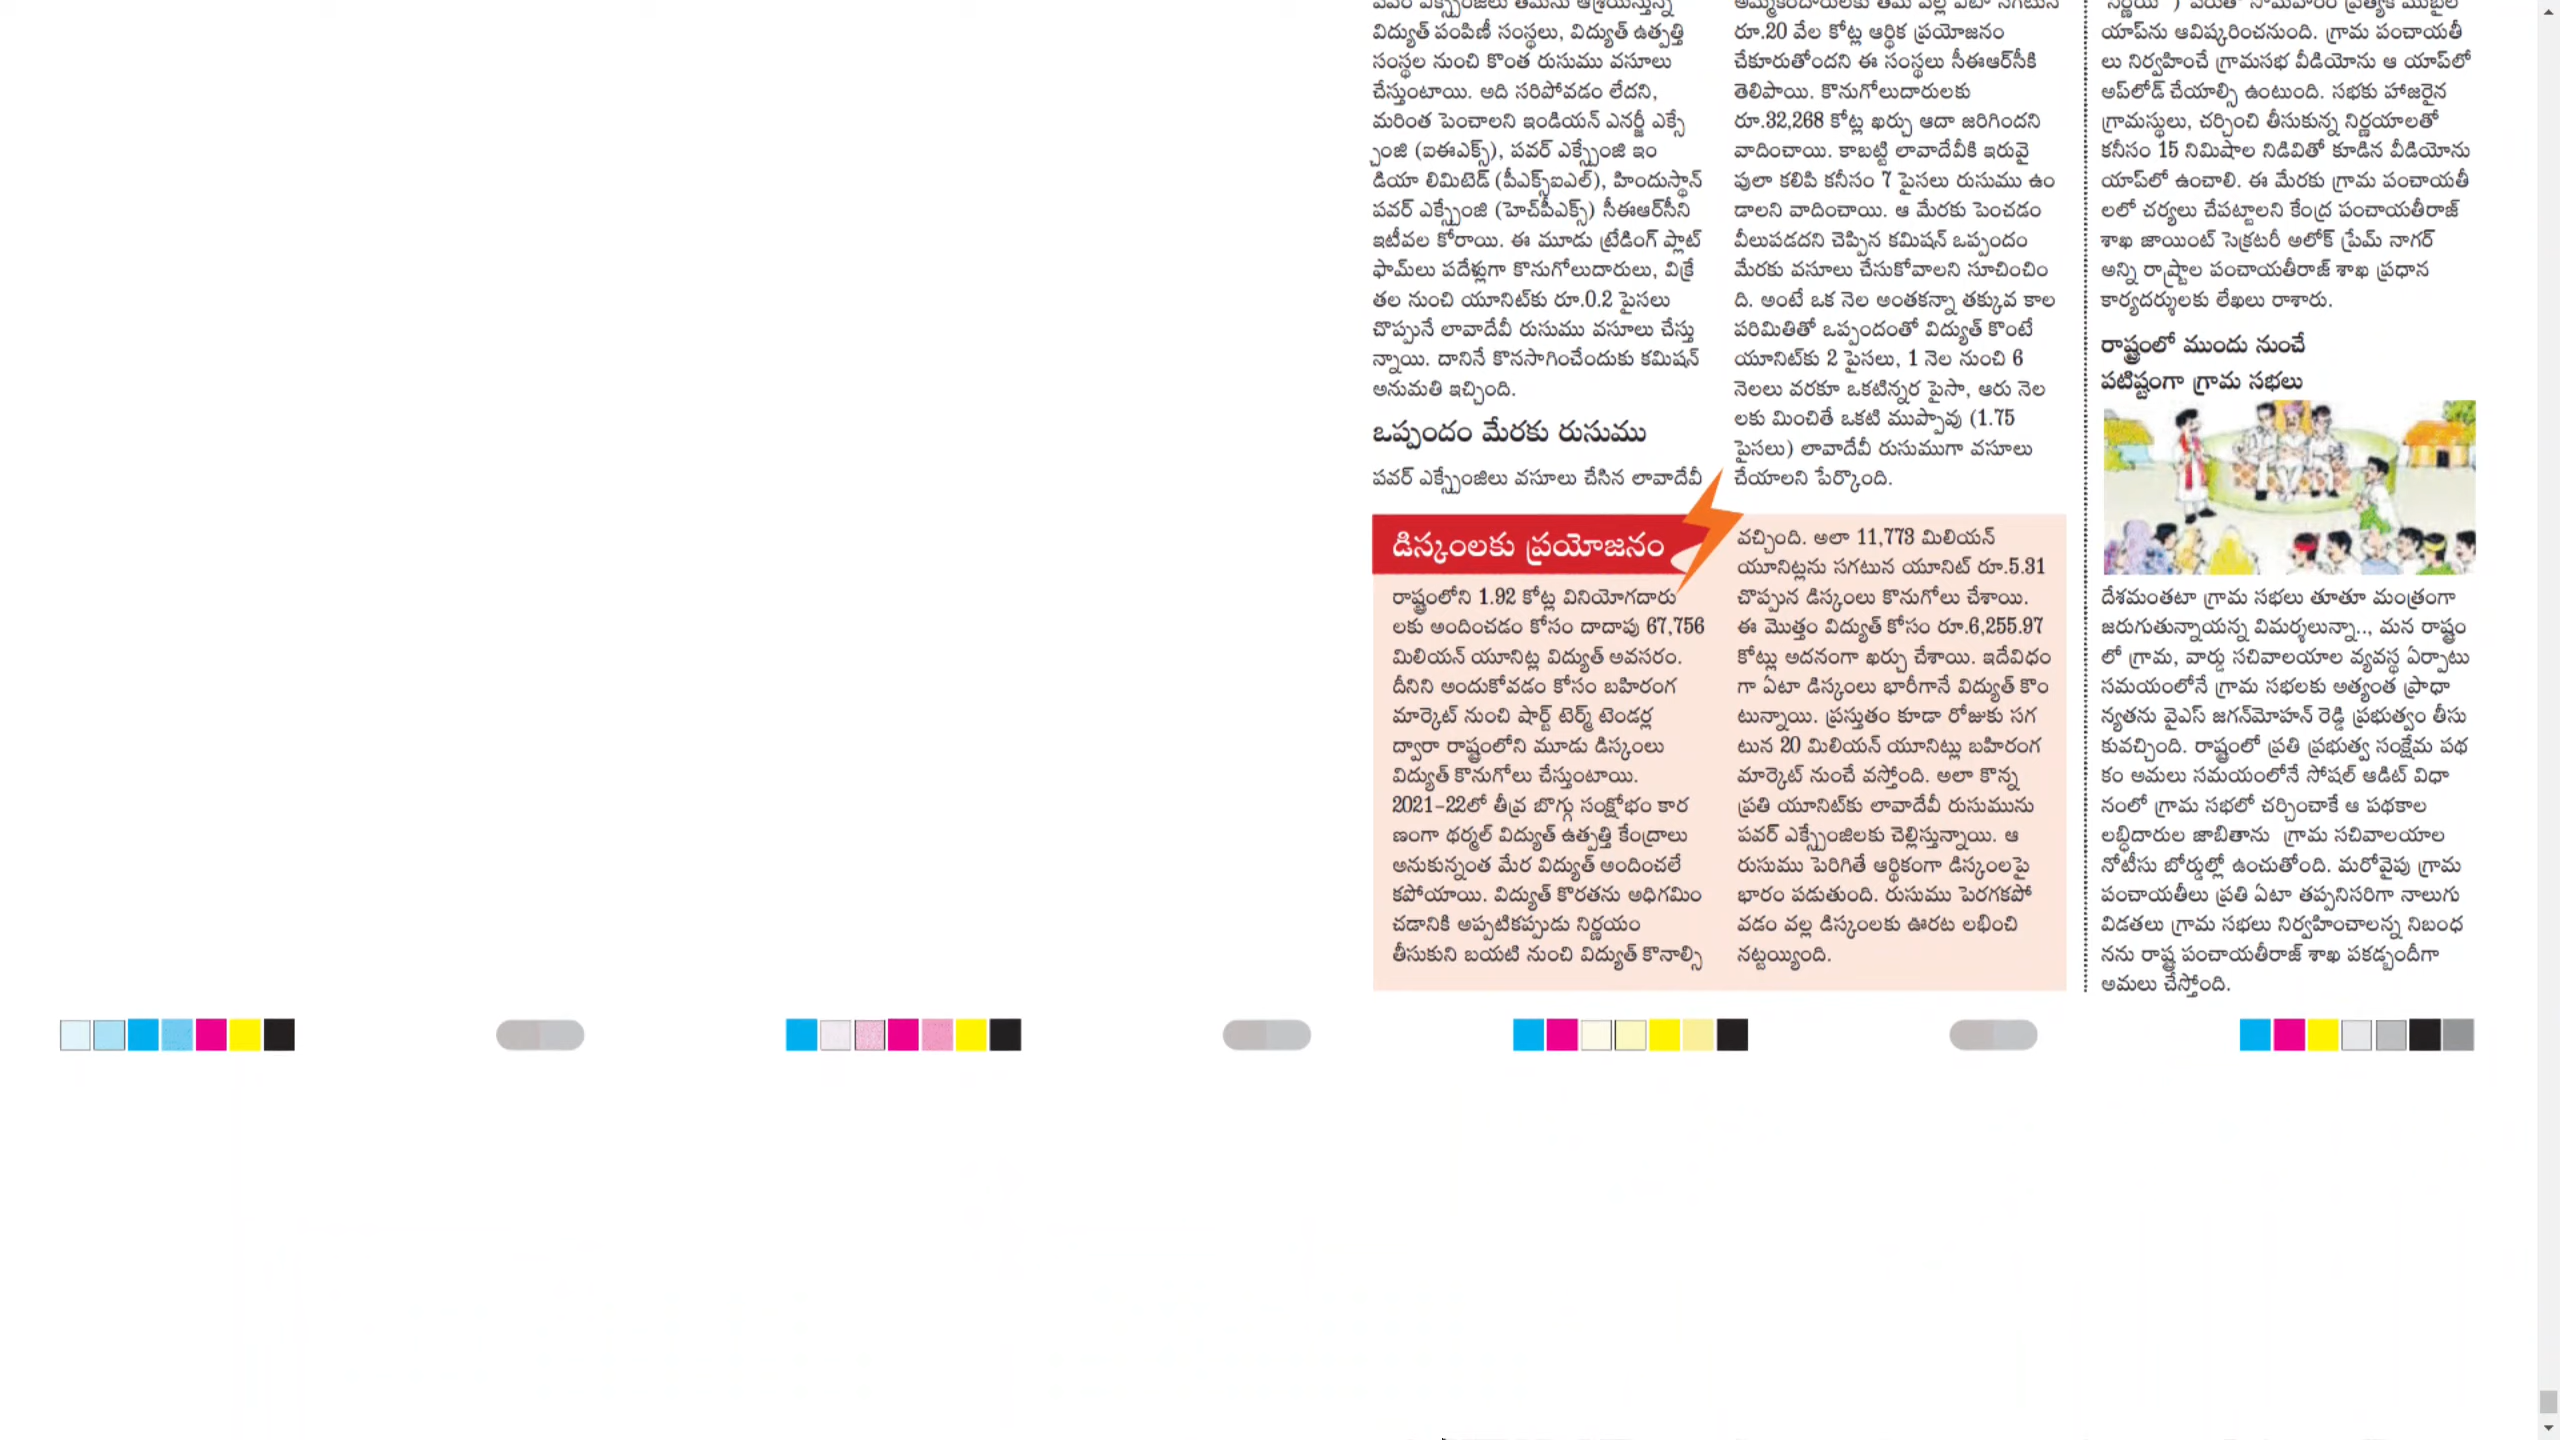 విద్యుత్ పంపిణీ సంస్థలు, విద్యుత్ ఉత్పత్తి
సంస్థల నుంచి కొంత రుసుము వసూలు
చేస్తుంటాయి. అది సరిపోవడం లేదని,
మరింత పెంచాలని ఇండియన్ ఎనర్జీ ఎక్స్చే
ంజి (ఐఈఎక్స్), పవర్ ఎక్స్చేంజి ఇం
డియా లిమిటెడ్ (పీఎక్స్ఐఎల్), హిందుస్థాన్
పవర్ ఎక్స్చేంజి (హెచ్‌పీఎక్స్) సీఈఆర్‌సీని
ఇటీవల కోరాయి. ఈ మూడు ట్రేడింగ్ ప్లాట్
ఫామ్‌లు పదేళ్లుగా కొనుగోలుదారులు, విక్రే
తల నుంచి యూనిట్‌కు రూ.0.2 పైసలు
చొప్పునే లావాదేవీ రుసుము వసూలు చేస్తు
న్నాయి. దానినే కొనసాగించేందుకు కమిషన్
అనుమతి ఇచ్చింది.
ఒప్పందం మేరకు రుసుము
పవర్ ఎక్స్చేంజిలు వసూలు చేసిన లావాదేవీ
రూ.20 వేల కోట్ల ఆర్థిక ప్రయోజనం
చేకూరుతోందని ఈ సంస్థలు సీఈఆర్‌సీకి
తెలిపాయి. కొనుగోలుదారులకు
రూ.32,268 కోట్ల ఖర్చు ఆదా జరిగిందని
వాదించాయి. కాబట్టి లావాదేవీకి ఇరువై
పులా కలిపి కనీసం 7 పైసలు రుసుము ఉం
డాలని వాదించాయి. ఆ మేరకు పెంచడం
వీలుపడదని చెప్పిన కమిషన్ ఒప్పందం
మేరకు వసూలు చేసుకోవాలని సూచించిం
ది. అంటే ఒక నెల అంతకన్నా తక్కువ కాల
పరిమితితో ఒప్పందంతో విద్యుత్ కొంటే
యూనిట్‌కు 2 పైసలు, 1 నెల నుంచి 6
నెలలు వరకూ ఒకటిన్నర పైసా, ఆరు నెల
లకు మించితే ఒకటి ముప్పావు (1.75
పైసలు) లావాదేవీ రుసుముగా వసూలు
చేయాలని పేర్కొంది.
డిస్కంలకు ప్రయోజనం
రాష్ట్రంలోని 1.92 కోట్ల వినియోగదారు
లకు అందించడం కోసం దాదాపు 67,756
మిలియన్ యూనిట్ల విద్యుత్ అవసరం.
దీనిని అందుకోవడం కోసం బహిరంగ
మార్కెట్ నుంచి షార్ట్ టెర్మ్ టెండర్ల
ద్వారా రాష్ట్రంలోని మూడు డిస్కంలు
విద్యుత్ కొనుగోలు చేస్తుంటాయి.
2021–22లో తీవ్ర బొగ్గు సంక్షోభం కార
ణంగా థర్మల్ విద్యుత్ ఉత్పత్తి కేంద్రాలు
అనుకున్నంత మేర విద్యుత్ అందించలే
కపోయాయి. విద్యుత్ కొరతను అధిగమిం
చడానికి అప్పటికప్పుడు నిర్ణయం
తీసుకుని బయటి నుంచి విద్యుత్ కొనాల్సి
వచ్చింది. అలా 11,773 మిలియన్
యూనిట్లను సగటున యూనిట్ రూ.5.31
చొప్పున డిస్కంలు కొనుగోలు చేశాయి.
ఈ మొత్తం విద్యుత్ కోసం రూ.6,255.97
కోట్లు అదనంగా ఖర్చు చేశాయి. ఇదేవిధం
గా ఏటా డిస్కంలు భారీగానే విద్యుత్ కొం
టున్నాయి. ప్రస్తుతం కూడా రోజుకు సగ
టున 20 మిలియన్ యూనిట్లు బహిరంగ
మార్కెట్ నుంచే వస్తోంది. అలా కొన్న
ప్రతి యూనిట్‌కు లావాదేవీ రుసుమును
పవర్ ఎక్స్చేంజిలకు చెల్లిస్తున్నాయి. ఆ
రుసుము పెరిగితే ఆర్థికంగా డిస్కంలపై
భారం పడుతుంది. రుసుము పెరగకపో
వడం వల్ల డిస్కంలకు ఊరట లభించి
నట్టయ్యింది.
యాప్‌ను ఆవిష్కరించనుంది. గ్రామ పంచాయతీ
లు నిర్వహించే గ్రామసభ వీడియోను ఆ యాప్‌లో
అప్‌లోడ్ చేయాల్సి ఉంటుంది. సభకు హాజరైన
గ్రామస్థులు, చర్చించి తీసుకున్న నిర్ణయాలతో
కనీసం 15 నిమిషాల నిడివితో కూడిన వీడియోను
యాప్‌లో ఉంచాలి. ఈ మేరకు గ్రామ పంచాయతీ
లలో చర్యలు చేపట్టాలని కేంద్ర పంచాయతీరాజ్
శాఖ జాయింట్ సెక్రటరీ అలోక్ ప్రేమ్ నాగర్
అన్ని రాష్ట్రాల పంచాయతీరాజ్ శాఖ ప్రధాన
కార్యదర్శులకు లేఖలు రాశారు.
రాష్ట్రంలో ముందు నుంచే
పటిష్టంగా గ్రామ సభలు
దేశమంతటా గ్రామ సభలు తూతూ మంత్రంగా
జరుగుతున్నాయన్న విమర్శలున్నా.., మన రాష్ట్రం
లో గ్రామ, వార్డు సచివాలయాల వ్యవస్థ ఏర్పాటు
సమయంలోనే గ్రామ సభలకు అత్యంత ప్రాధా
న్యతను వైఎస్ జగన్‌మోహన్ రెడ్డి ప్రభుత్వం తీసు
కువచ్చింది. రాష్ట్రంలో ప్రతి ప్రభుత్వ సంక్షేమ పథ
కం అమలు సమయంలోనే సోషల్ ఆడిట్ విధా
నంలో గ్రామ సభలో చర్చించాకే ఆ పథకాల
లబ్ధిదారుల జాబితాను గ్రామ సచివాలయాల
నోటీసు బోర్డుల్లో ఉంచుతోంది. మరోవైపు గ్రామ
పంచాయతీలు ప్రతి ఏటా తప్పనిసరిగా నాలుగు
విడతలు గ్రామ సభలు నిర్వహించాలన్న నిబంధ
నను రాష్ట్ర పంచాయతీరాజ్ శాఖ పకడ్బందీగా
అమలు చేస్తోంది.